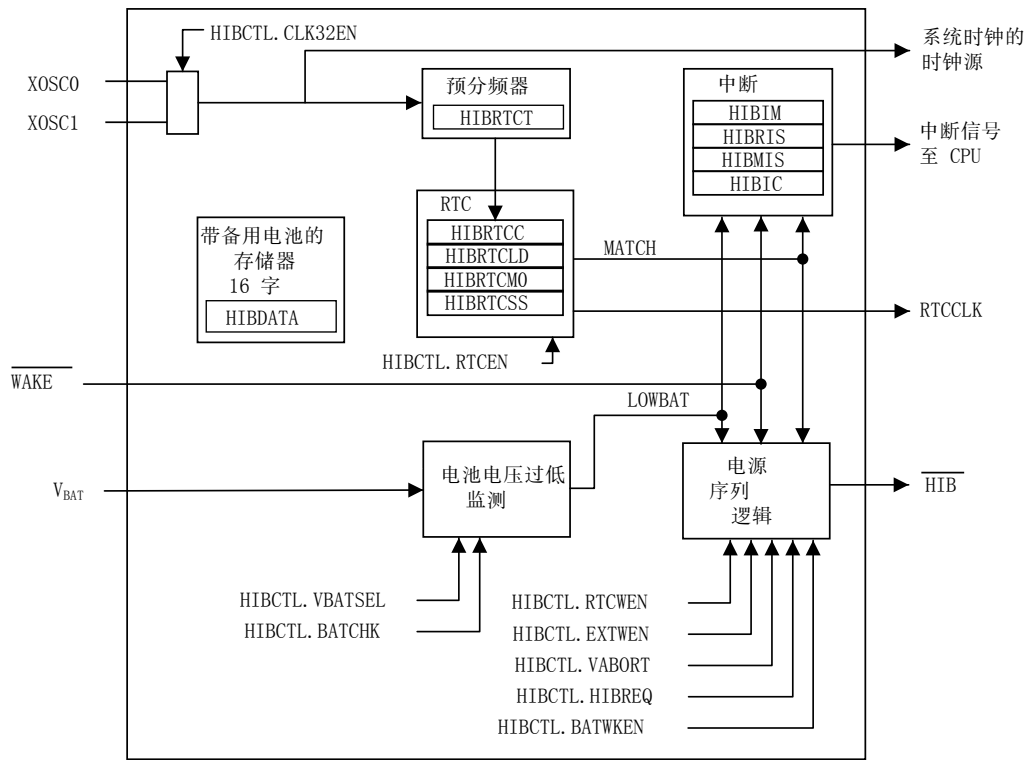 HIBCTL.CLK32EN
系统时钟的
时钟源
XOSC0
XOSC1
预分频器
HIBRTCT
中断
HIBIM
HIBRIS
HIBMIS
HIBIC
中断信号
至 CPU
RTC
HIBRTCC
HIBRTCLD
HIBRTCM0
HIBRTCSS
MATCH
带备用电池的
存储器
16 字
HIBDATA
RTCCLK
HIBCTL.RTCEN
WAKE
LOWBAT
电池电压过低
监测
VBAT
电源
序列
逻辑
HIB
HIBCTL.VBATSEL
HIBCTL.BATCHK
HIBCTL.RTCWEN
HIBCTL.EXTWEN
HIBCTL.VABORT
HIBCTL.HIBREQ
HIBCTL.BATWKEN